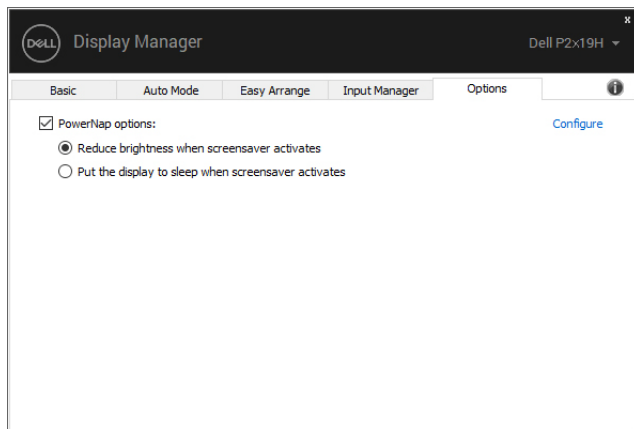 x
DELL Display Manager Dell P2x19H
Basic Auto Mode Easy Arrange Input Manager Options i
PowerNap options: Configure
Reduce brightness when screensaver activates
Put the display to sleep when screensaver activates